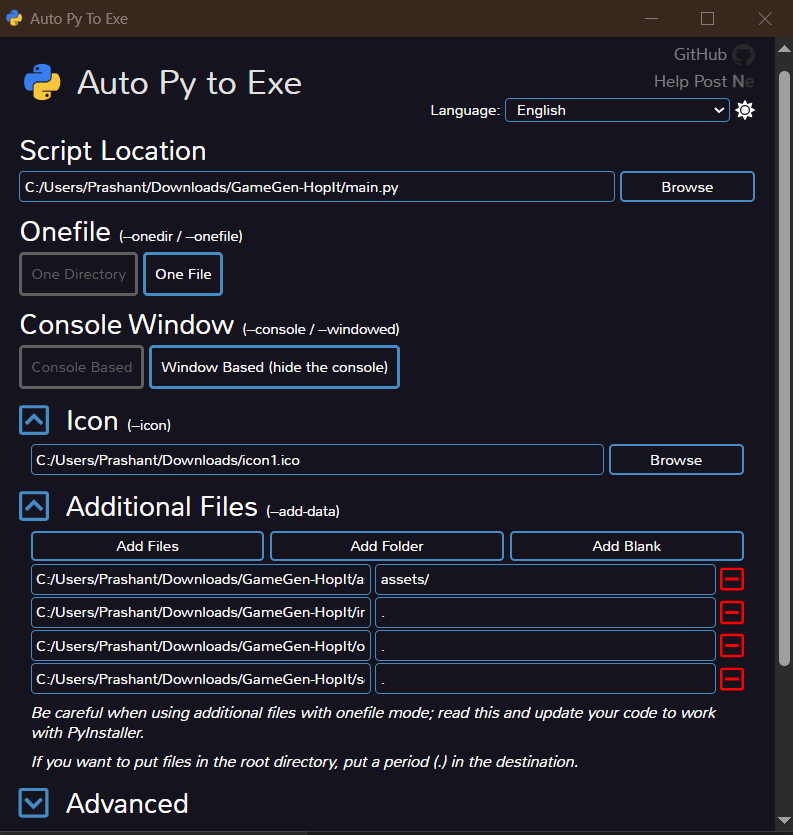 Auto Py To Exe
GitHub
Auto Py to Exe
Help Post Ne
Language: English
Script Location
C:/Users/Prashant/Downloads/GameGen-HopIt/main.py Browse
Onefile (--onedir / --onefile)
One Directory One File
Console Window (--console / --windowed)
Console Based Window Based (hide the console)
Icon (--icon)
C:/Users/Prashant/Downloads/icon1.ico Browse
Additional Files (--add-data)
Add Files Add Folder Add Blank
C:/Users/Prashant/Downloads/GameGen-HopIt/a assets/
C:/Users/Prashant/Downloads/GameGen-HopIt/ .
C:/Users/Prashant/Downloads/GameGen-HopIt/o .
C:/Users/Prashant/Downloads/GameGen-HopIt/s .
Be careful when using additional files with onefile mode; read this and update your code to work
with PyInstaller.
If you want to put files in the root directory, put a period (.) in the destination.
Advanced